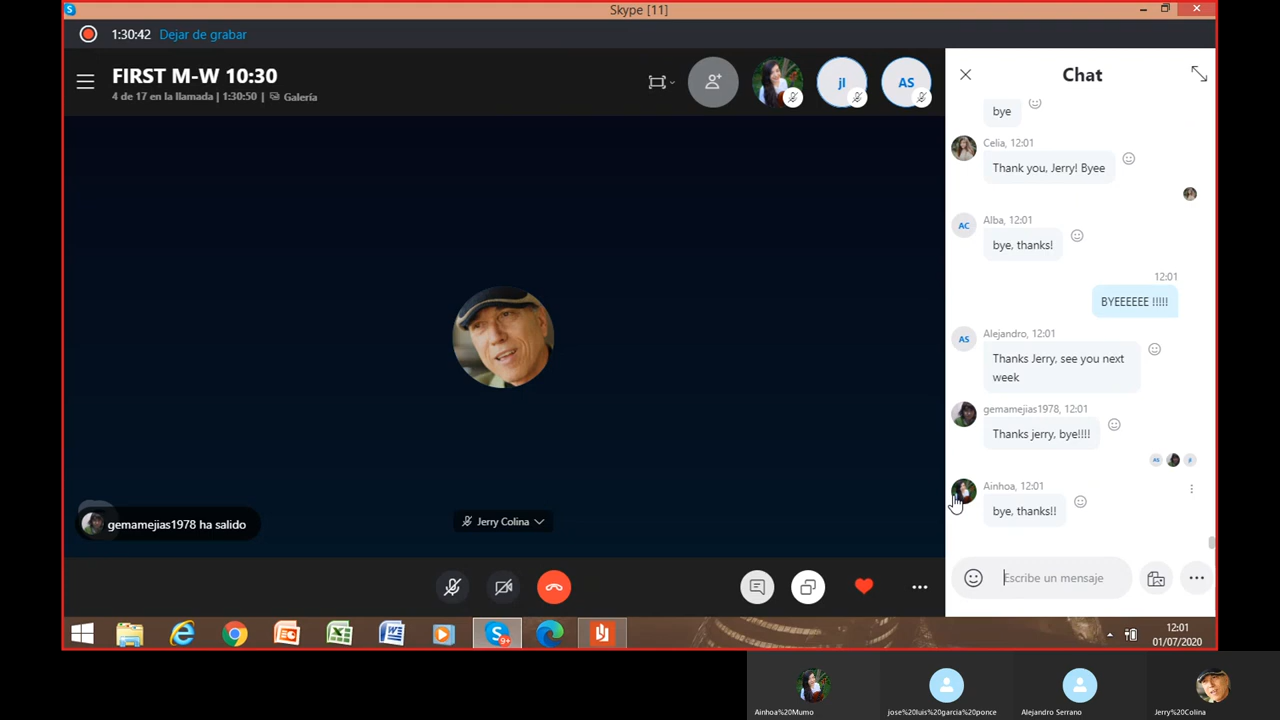 Skype [11]
1:30:42 Dejar de grabar
FIRST M-W 10:30
4 de 17 en la llamada | 1:30:50 | Galería
jl
AS
Chat
bye
Celia, 12:01
Thank you, Jerry! Byee
AC
Alba, 12:01
bye, thanks!
12:01
BYEEEEEE !!!!!
AS
Alejandro, 12:01
Thanks Jerry, see you next
week
gemamejias1978, 12:01
Thanks jerry, bye!!!!
AS
jl
Ainhoa, 12:01
bye, thanks!!
gemamejias1978 ha salido
Jerry Colina
Escribe un mensaje
12:01
01/07/2020
Ainhoa%20Mumo
jose%20luis%20garcia%20ponce
Alejandro Serrano
Jerry%20Colina